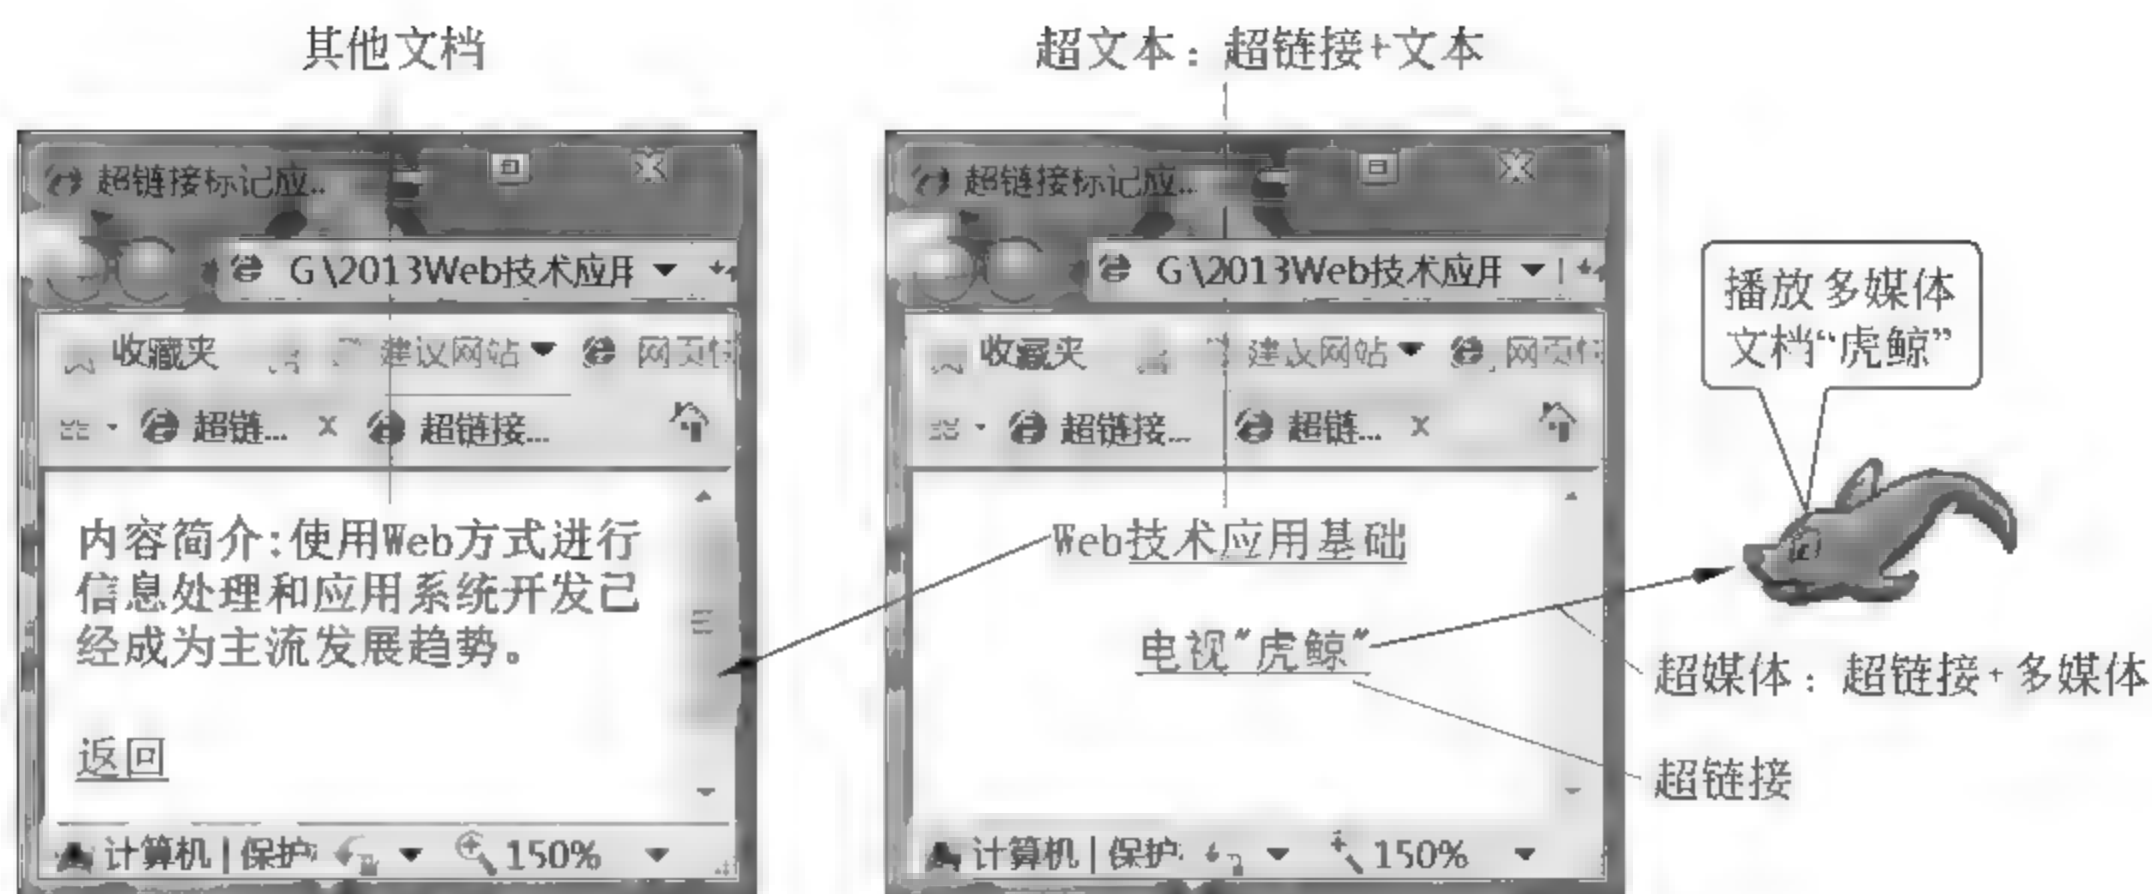 其他文档
超链接标记应...
G\2013Web技术应用
收藏夹 建议网站
超链... x 超链接...
内容简介:使用Web方式进行
信息处理和应用系统开发已
经成为主流发展趋势。
返回
计算机 | 保护 150%
超文本：超链接+文本
超链接标记应...
G\2013Web技术应用
收藏夹 建议网站
超链接... 超链... x
Web技术应用基础
电视"虎鲸"
计算机 | 保护 150%
播放多媒体
文档“虎鲸”
超媒体：超链接+多媒体
超链接